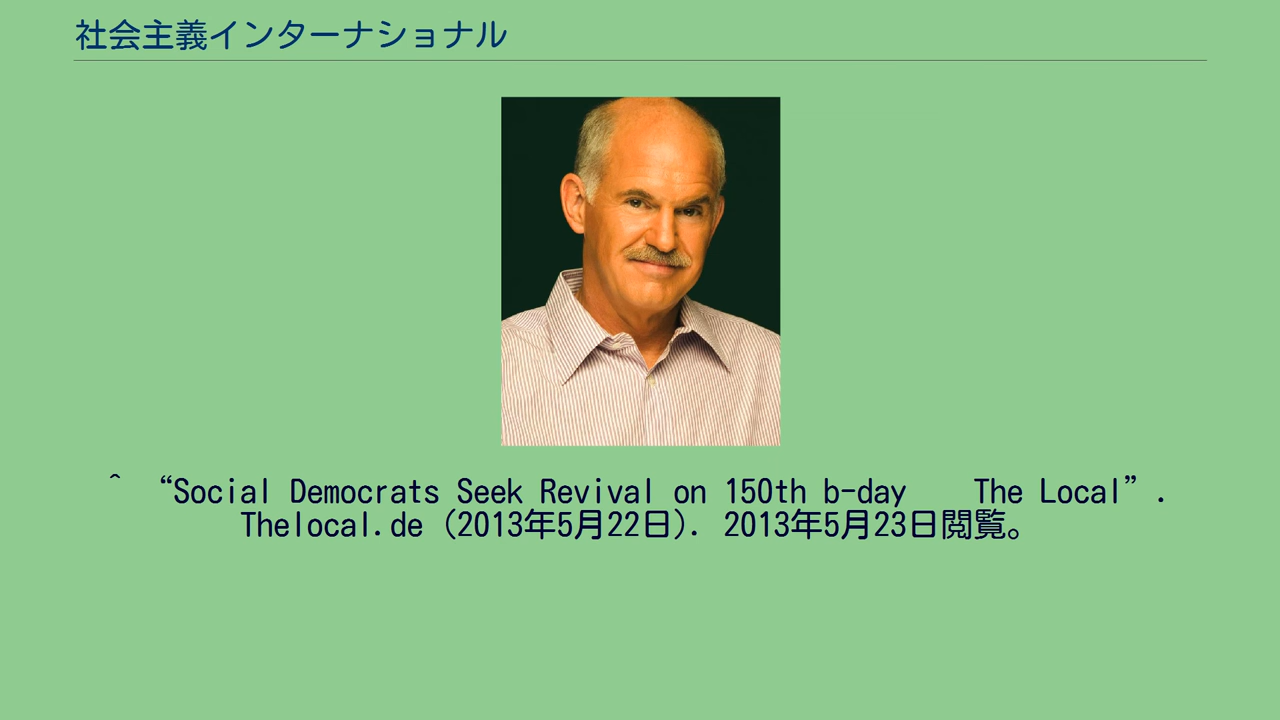 社会主義インターナショナル
^ “Social Democrats Seek Revival on 150th b-day  The Local”.
Thelocal.de (2013年5月22日). 2013年5月23日閲覧。